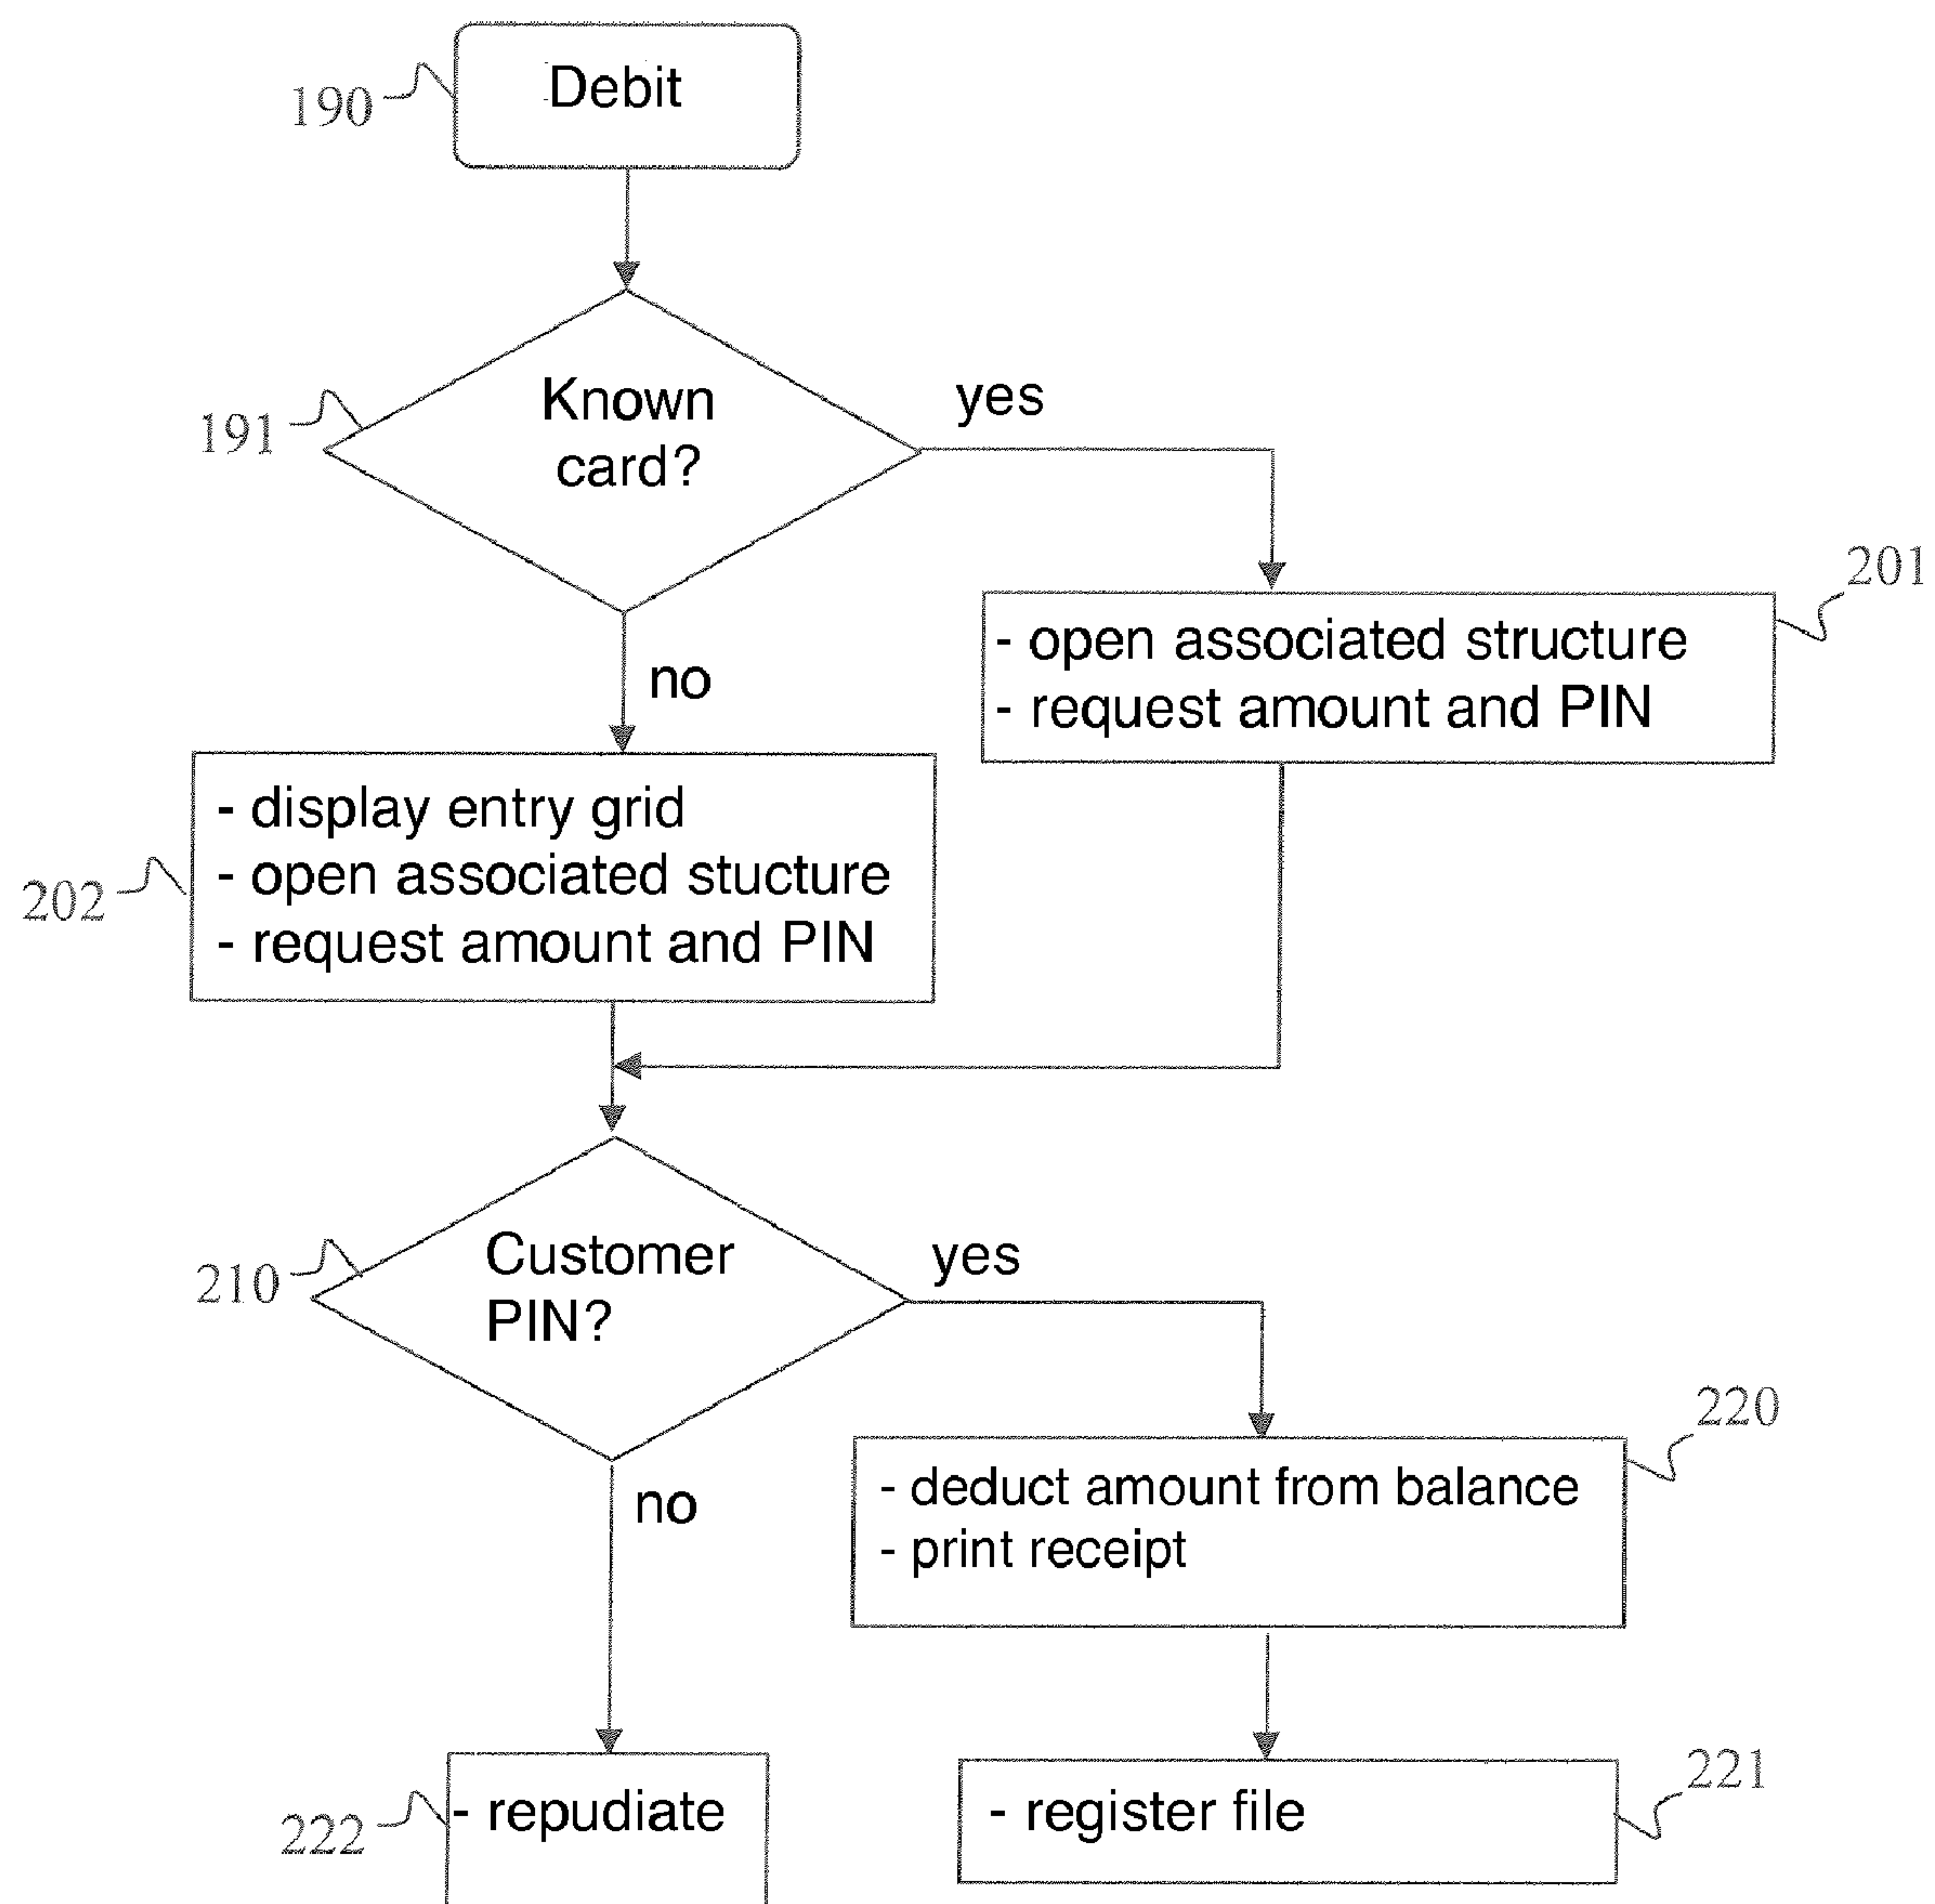 Debit
190
Known
card?
191
yes
201
- open associated structure
- request amount and PIN
no
- display entry grid
- open associated stucture
- request amount and PIN
202
Customer
PIN?
210
yes
220
- deduct amount from balance
- print receipt
no
222
- repudiate
- register file
221